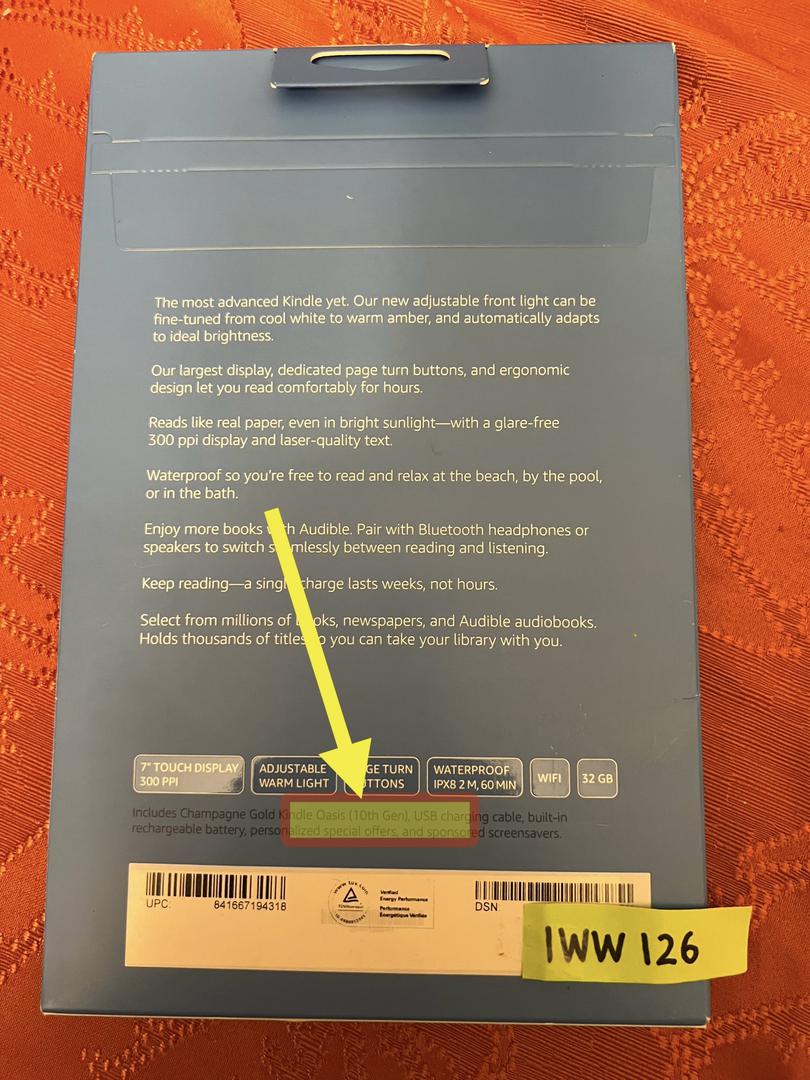 The most advanced Kindle yet. Our new adjustable front light can be
fine-tuned from cool white to warm amber, and automatically adapts
to ideal brightness.
Our largest display, dedicated page turn buttons, and ergonomic
design let you read comfortably for hours.
Reads like real paper, even in bright sunlight—with a glare-free
300 ppi display and laser-quality text.
Waterproof so you're free to read and relax at the beach, by the pool,
or in the bath.
Enjoy more books with Audible. Pair with Bluetooth headphones or
speakers to switch seamlessly between reading and listening.
Keep reading—a single charge lasts weeks, not hours.
Select from millions of books, newspapers, and Audible audiobooks.
Holds thousands of titles so you can take your library with you.
7" TOUCH DISPLAY
300 PPI
ADJUSTABLE
WARM LIGHT
PAGE TURN
BUTTONS
WATERPROOF
IPX8 2 M, 60 MIN
WIFI
32 GB
Includes Champagne Gold Kindle Oasis (10th Gen), USB charging cable, built-in
rechargeable battery, personalized special offers, and sponsored screensavers.
UPC: 841667194318
www.tuv.com
Verified
Energy Performance
Performance
Énergétique Vérifiée
DSN:
IWW 126